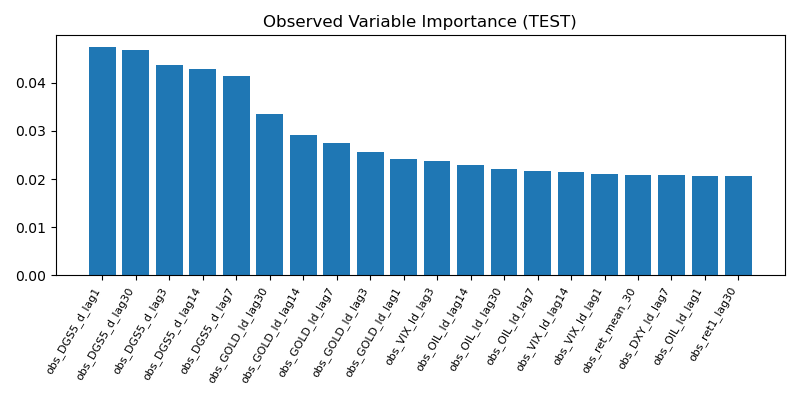 Observed Variable Importance (TEST)
0.04
0.03
0.02
0.01
0.00
obs_DGS5_d_lag1
obs_DGS5_d_lag30
obs_DGS5_d_lag3
obs_DGS5_d_lag14
obs_DGS5_d_lag7
obs_GOLD_ld_lag30
obs_GOLD_ld_lag14
obs_GOLD_ld_lag7
obs_GOLD_ld_lag3
obs_GOLD_ld_lag1
obs_VIX_ld_lag3
obs_OIL_ld_lag14
obs_OIL_ld_lag30
obs_OIL_ld_lag7
obs_VIX_ld_lag14
obs_VIX_ld_lag1
obs_ret_mean_30
obs_DXY_ld_lag7
obs_OIL_ld_lag1
obs_ret1_lag30